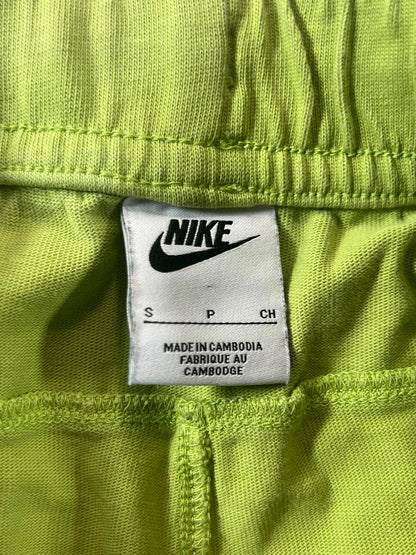 NIKE
S P CH
MADE IN CAMBODIA
FABRIQUE AU
CAMBODGE